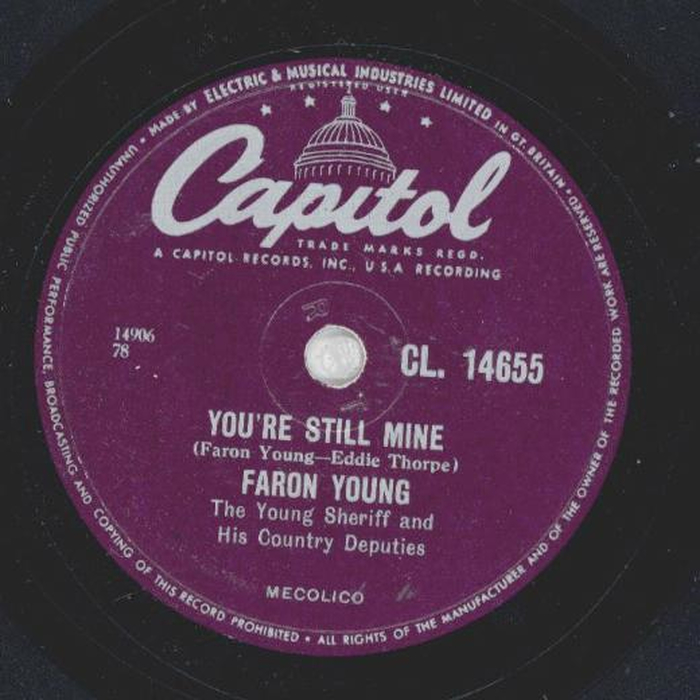 MADE BY ELECTRIC & MUSICAL INDUSTRIES LIMITED IN GT. BRITAIN •
REGISTERED USER
Capitol
TRADE MARKS REGD.
A CAPITOL RECORDS, INC., U.S.A RECORDING
14906
78
CL. 14655
YOU'RE STILL MINE
(Faron Young—Eddie Thorpe)
FARON YOUNG
The Young Sheriff and
His Country Deputies
MECOLICO
ALL RIGHTS OF THE MANUFACTURER AND OF THE OWNER OF THE RECORDED WORK ARE RESERVED
UNAUTHORIZED PUBLIC PERFORMANCE, BROADCASTING AND COPYING OF THIS RECORD PROHIBITED •